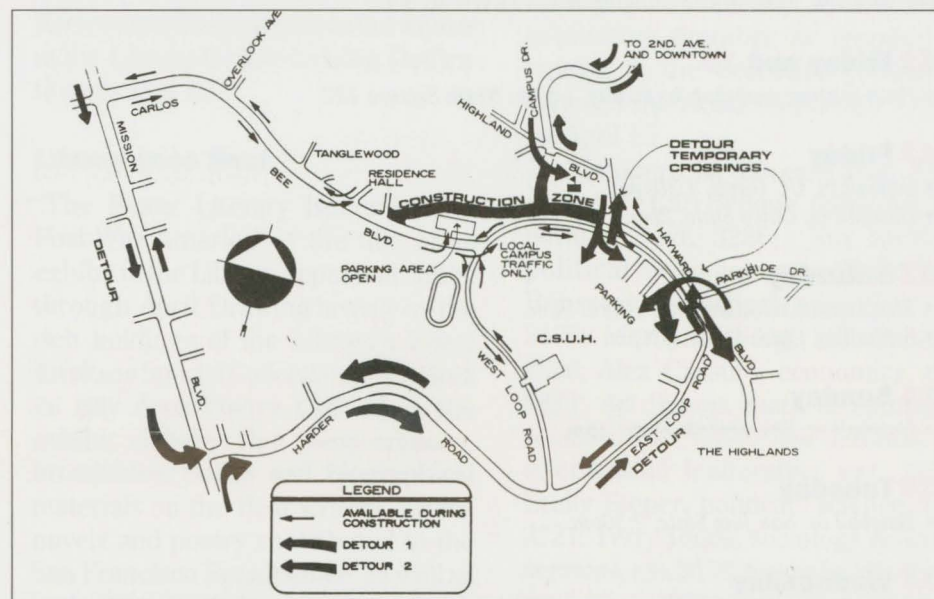 OVERLOOK AVE.
TO 2ND. AVE.
AND DOWNTOWN
CAMPUS DR.
CARLOS
HIGHLAND
BLVD.
MISSION
TANGLEWOOD
RESIDENCE
HALL
BEE
BLVD.
DETOUR
TEMPORARY
CROSSINGS
CONSTRUCTION ZONE
HAYWARD
BLVD.
PARKSIDE DR.
DETOUR
PARKING AREA
OPEN
LOCAL
CAMPUS
TRAFFIC
ONLY
PARKING
C.S.U.H.
WEST LOOP ROAD
EAST LOOP ROAD
DETOUR
THE HIGHLANDS
BLVD.
HARDER ROAD
LEGEND
AVAILABLE DURING
CONSTRUCTION
DETOUR 1
DETOUR 2